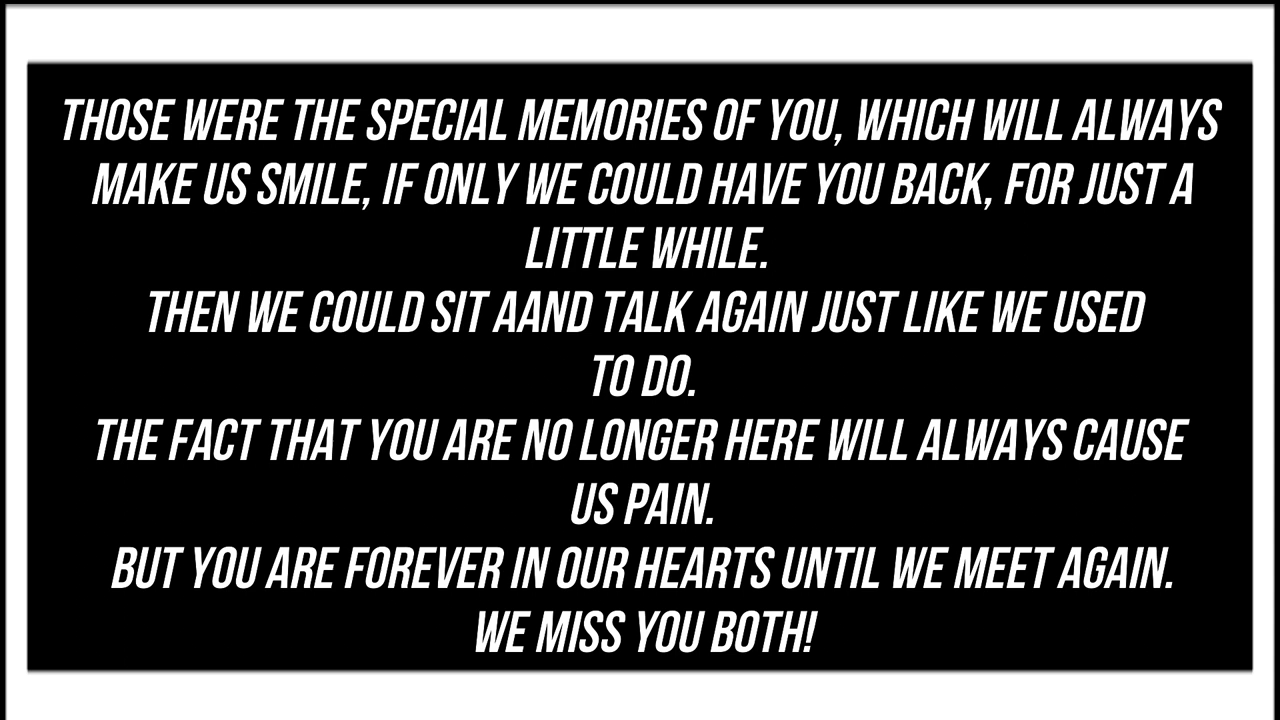 THOSE WERE THE SPECIAL MEMORIES OF YOU, WHICH WILL ALWAYS
MAKE US SMILE, IF ONLY WE COULD HAVE YOU BACK, FOR JUST A
LITTLE WHILE.
THEN WE COULD SIT AAND TALK AGAIN JUST LIKE WE USED
TO DO.
THE FACT THAT YOU ARE NO LONGER HERE WILL ALWAYS CAUSE
US PAIN.
BUT YOU ARE FOREVER IN OUR HEARTS UNTIL WE MEET AGAIN.
WE MISS YOU BOTH!